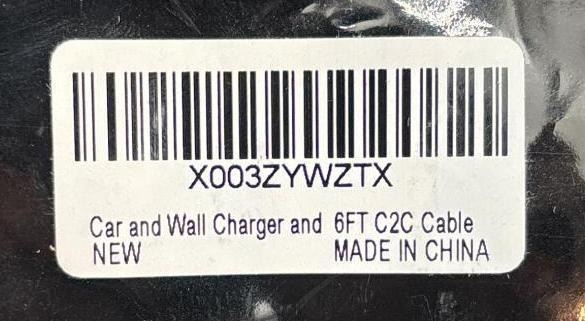 X003ZYWZTX
Car and Wall Charger and 6FT C2C Cable
NEW MADE IN CHINA